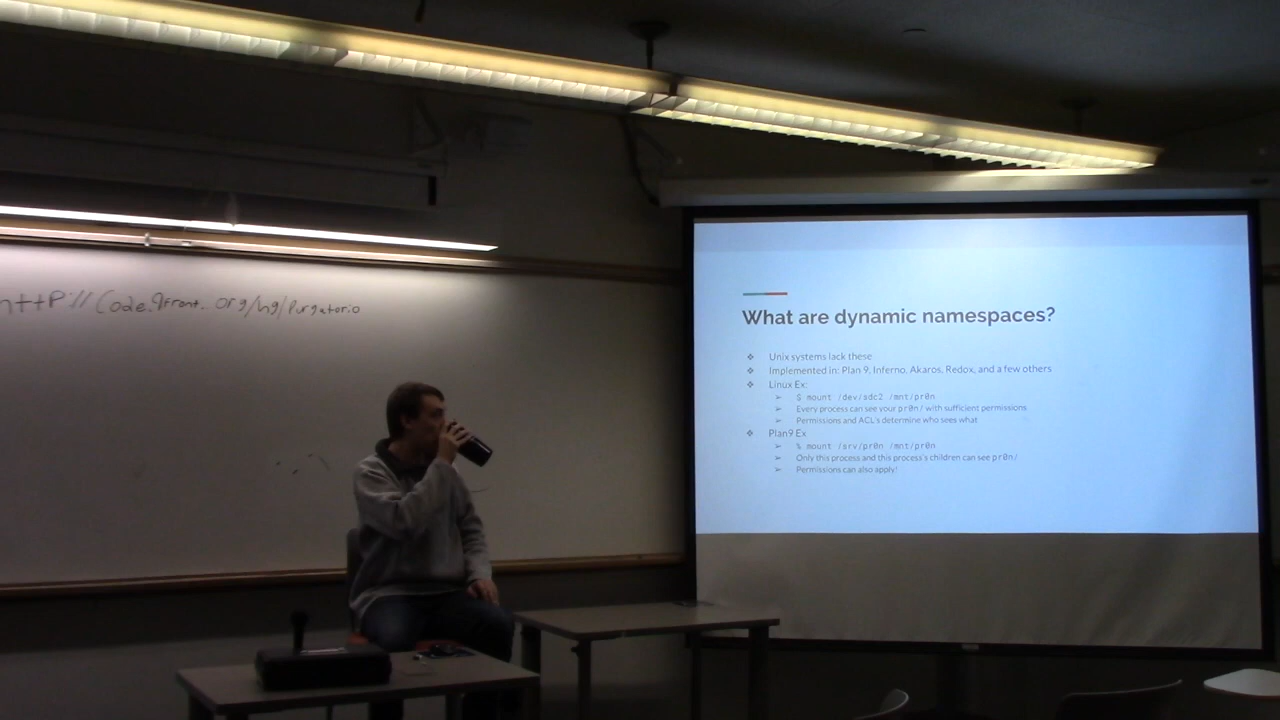 http://code.9front.org/hg/purgatorio
What are dynamic namespaces?
❖ Unix systems lack these
❖ Implemented in: Plan 9, Inferno, Akaros, Redox, and a few others
❖ Linux Ex:
➢ $ mount /dev/sdc2 /mnt/pr0n
➢ Every process can see your pr0n/ with sufficient permissions
➢ Permissions and ACL's determine who sees what
❖ Plan9 Ex
➢ % mount /srv/pr0n /mnt/pr0n
➢ Only this process and this process's children can see pr0n/
➢ Permissions can also apply!